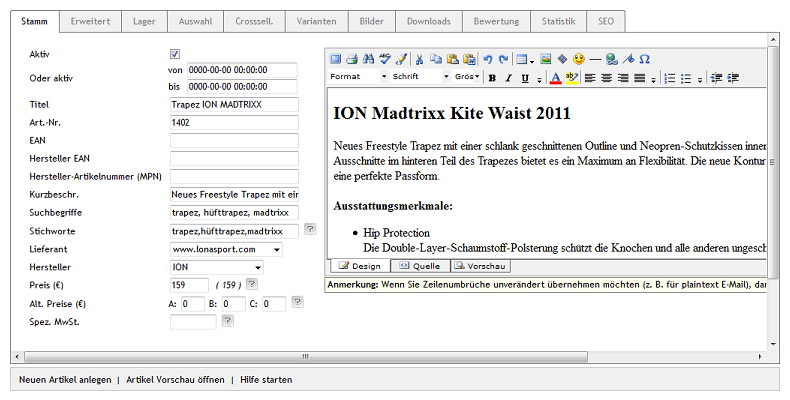 Stamm Erweitert Lager Auswahl Crosssell. Varianten Bilder Downloads Bewertung Statistik SEO
Aktiv
Oder aktiv
von 0000-00-00 00:00:00
bis 0000-00-00 00:00:00
Titel Trapez ION MADTRIXX
Art.-Nr. 1402
EAN
Hersteller EAN
Hersteller-Artikelnummer (MPN)
Kurzbeschr. Neues Freestyle Trapez mit ein
Suchbegriffe trapez, hüfttrapez, madtrixx
Stichworte trapez,hüfttrapez,madtrixx ?
Lieferant www.lonasport.com
Hersteller ION
Preis (€) 159 ( 159 ) ?
Alt. Preise (€) A: 0 B: 0 C: 0 ?
Spez. MwSt. ?
Format Schrift Grös B I U A ab
ION Madtrixx Kite Waist 2011
Neues Freestyle Trapez mit einer schlank geschnittenen Outline und Neopren-Schutzkissen inner
Ausschnitte im hinteren Teil des Trapezes bietet es ein Maximum an Flexibilität. Die neue Kontur
eine perfekte Passform.
Ausstattungsmerkmale:
• Hip Protection
Die Double-Layer-Schaumstoff-Polsterung schützt die Knochen und alle anderen ungesch
Design Quelle Vorschau
Anmerkung: Wenn Sie Zeilenumbrüche unverändert übernehmen möchten (z. B. für plaintext E-Mail), dar
Neuen Artikel anlegen | Artikel Vorschau öffnen | Hilfe starten